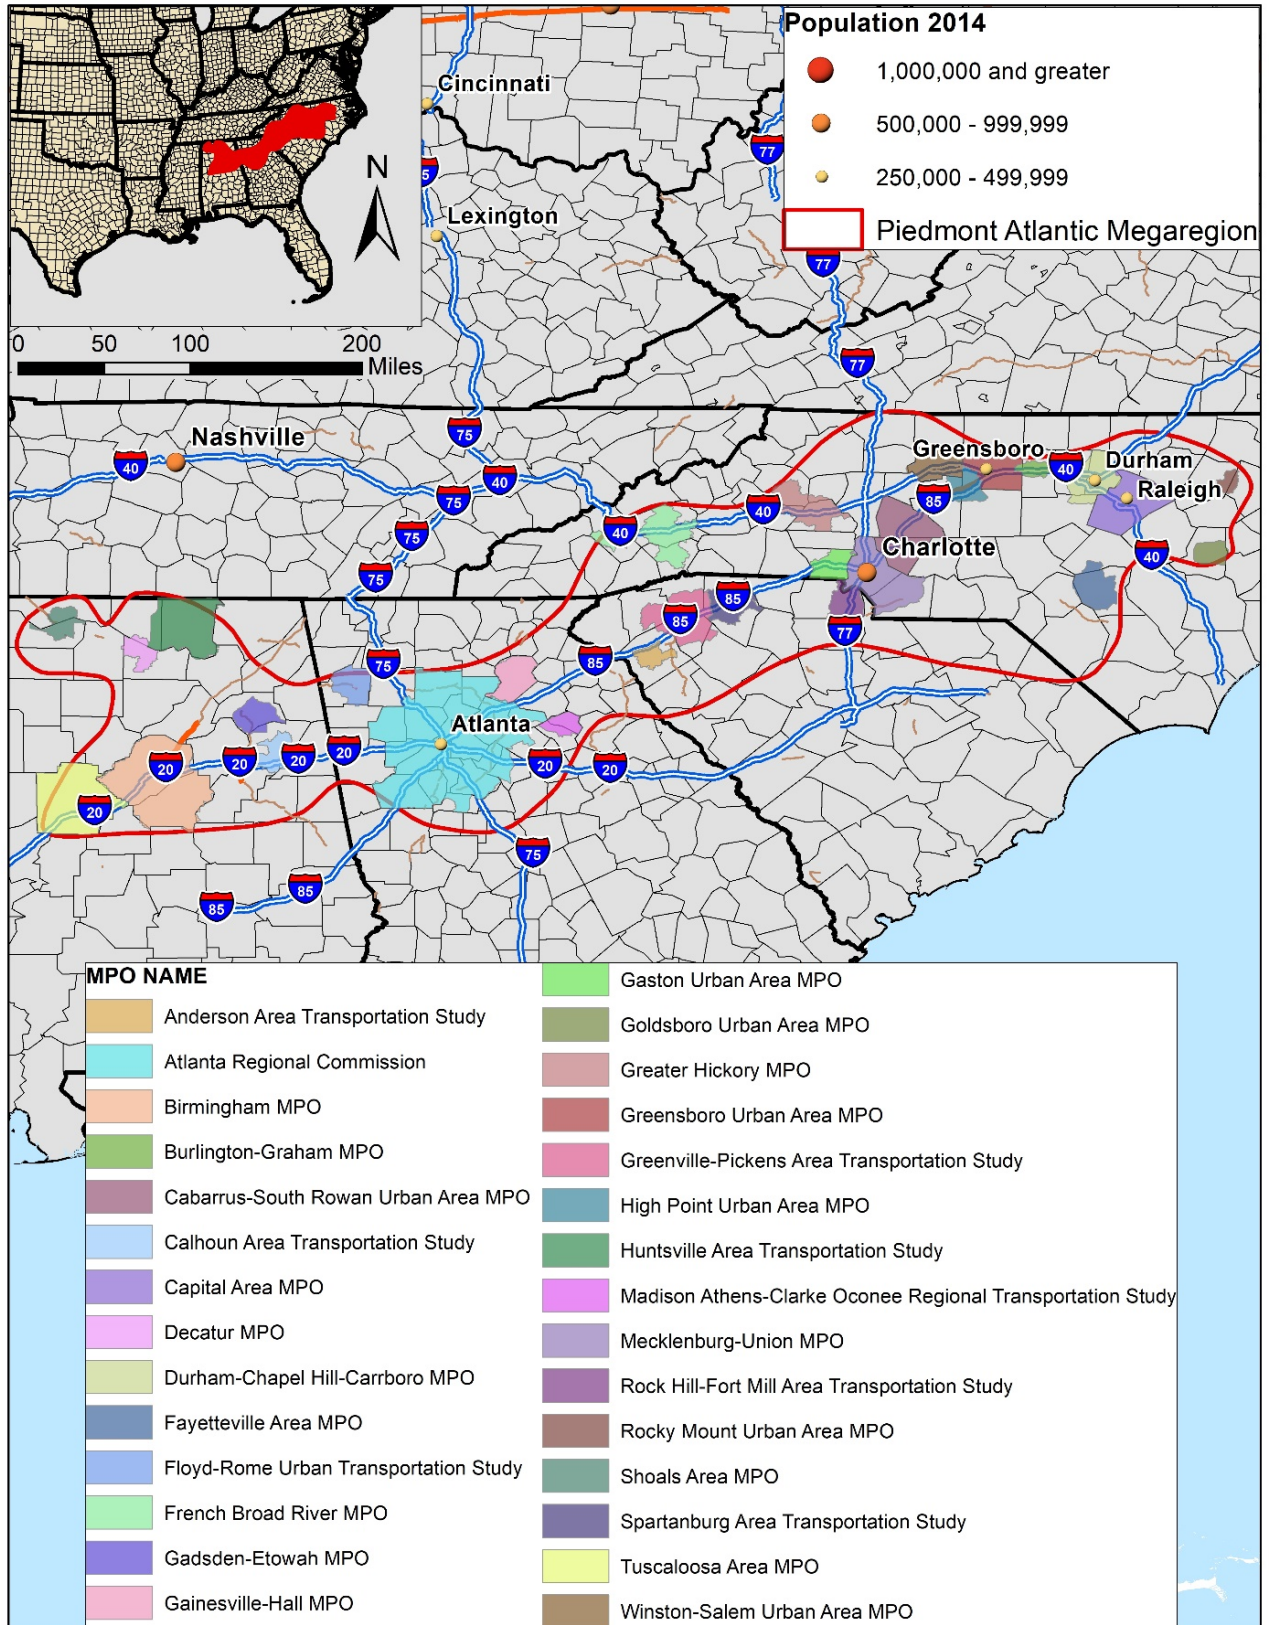 Population 2014
1,000,000 and greater
500,000 - 999,999
250,000 - 499,999
Piedmont Atlantic Megaregion
N
0 50 100 200
Miles
Cincinnati
77
5
Lexington
77
77
75
Nashville
40
40
75
75
75
Greensboro
40
Durham
85
Raleigh
40
40
Charlotte
40
85
85
77
75
85
Atlanta
20
20
20
20
20
20
20
75
85
85
MPO NAME
Anderson Area Transportation Study
Atlanta Regional Commission
Birmingham MPO
Burlington-Graham MPO
Cabarrus-South Rowan Urban Area MPO
Calhoun Area Transportation Study
Capital Area MPO
Decatur MPO
Durham-Chapel Hill-Carrboro MPO
Fayetteville Area MPO
Floyd-Rome Urban Transportation Study
French Broad River MPO
Gadsden-Etowah MPO
Gainesville-Hall MPO
Gaston Urban Area MPO
Goldsboro Urban Area MPO
Greater Hickory MPO
Greensboro Urban Area MPO
Greenville-Pickens Area Transportation Study
High Point Urban Area MPO
Huntsville Area Transportation Study
Madison Athens-Clarke Oconee Regional Transportation Study
Mecklenburg-Union MPO
Rock Hill-Fort Mill Area Transportation Study
Rocky Mount Urban Area MPO
Shoals Area MPO
Spartanburg Area Transportation Study
Tuscaloosa Area MPO
Winston-Salem Urban Area MPO